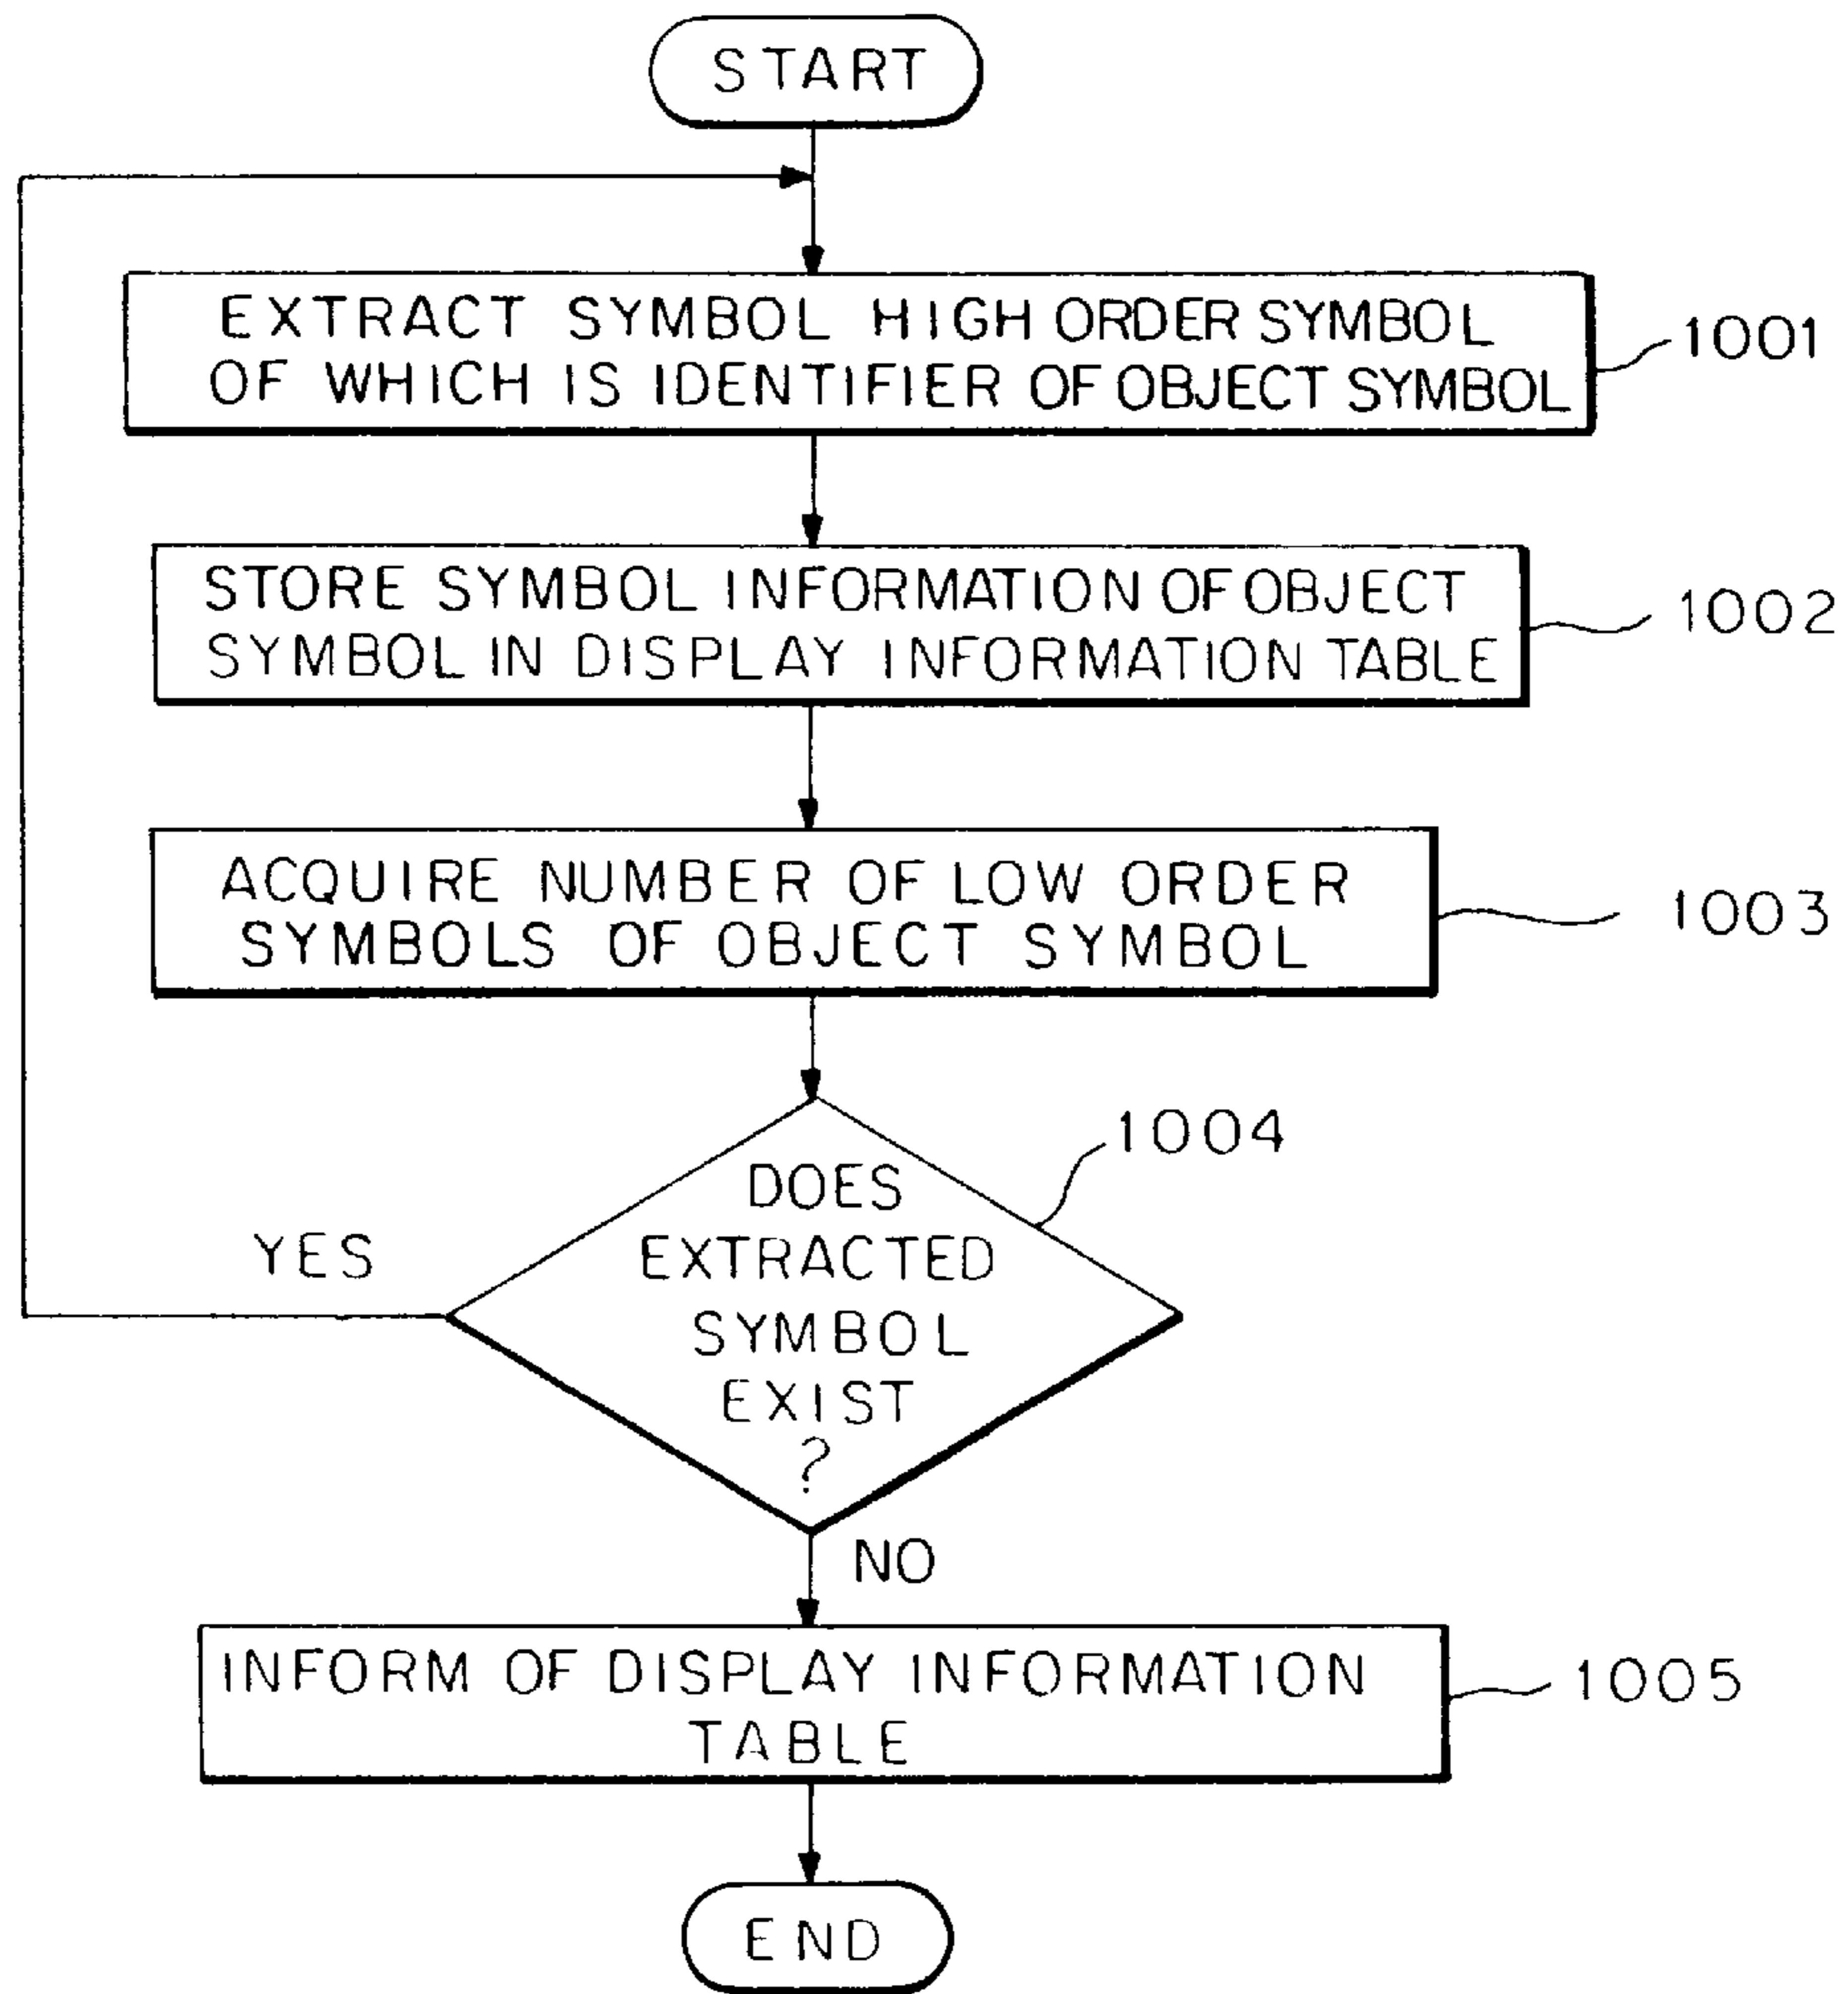 START
EXTRACT SYMBOL HIGH ORDER SYMBOL
OF WHICH IS IDENTIFIER OF OBJECT SYMBOL
1001
STORE SYMBOL INFORMATION OF OBJECT
SYMBOL IN DISPLAY INFORMATION TABLE
1002
ACQUIRE NUMBER OF LOW ORDER
SYMBOLS OF OBJECT SYMBOL
1003
1004
DOES
EXTRACTED
SYMBOL
EXIST
?
YES
NO
INFORM OF DISPLAY INFORMATION
TABLE
1005
END